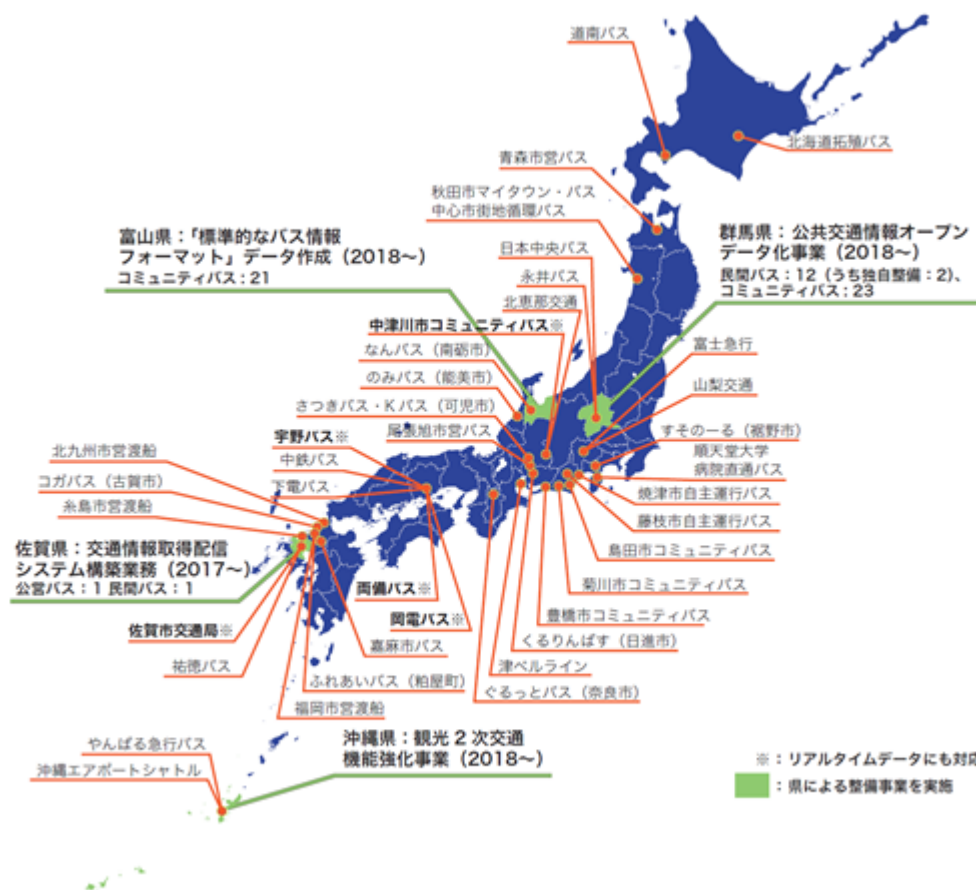 道南バス
北海道拓殖バス
青森市営バス
秋田市マイタウン・バス
中心市街地循環バス
富山県：「標準的なバス情報
フォーマット」データ作成（2018〜）
コミュニティバス：21
群馬県：公共交通情報オープン
データ化事業（2018〜）
民間バス：12（うち独自整備：2）、
コミュニティバス：23
日本中央バス
永井バス
北恵那交通
中津川市コミュニティバス※
なんバス（南砺市）
のみバス（能美市）
さつきバス・Kバス（可児市）
尾張旭市営バス
宇野バス※
中鉄バス
下電バス
富士急行
山梨交通
すそのーる（裾野市）
順天堂大学
病院直通バス
焼津市自主運行バス
藤枝市自主運行バス
島田市コミュニティバス
菊川市コミュニティバス
豊橋市コミュニティバス
くるりんばす（日進市）
津ベルライン
ぐるっとバス（奈良市）
北九州市営渡船
コガバス（古賀市）
糸島市営渡船
佐賀県：交通情報取得配信
システム構築業務（2017〜）
公営バス：1 民間バス：1
両備バス※
岡電バス※
佐賀市交通局※
嘉麻市バス
祐徳バス
ふれあいバス（粕屋町）
福岡市営渡船
沖縄県：観光２次交通
機能強化事業（2018〜）
やんばる急行バス
沖縄エアポートシャトル
※：リアルタイムデータにも対応
：県による整備事業を実施